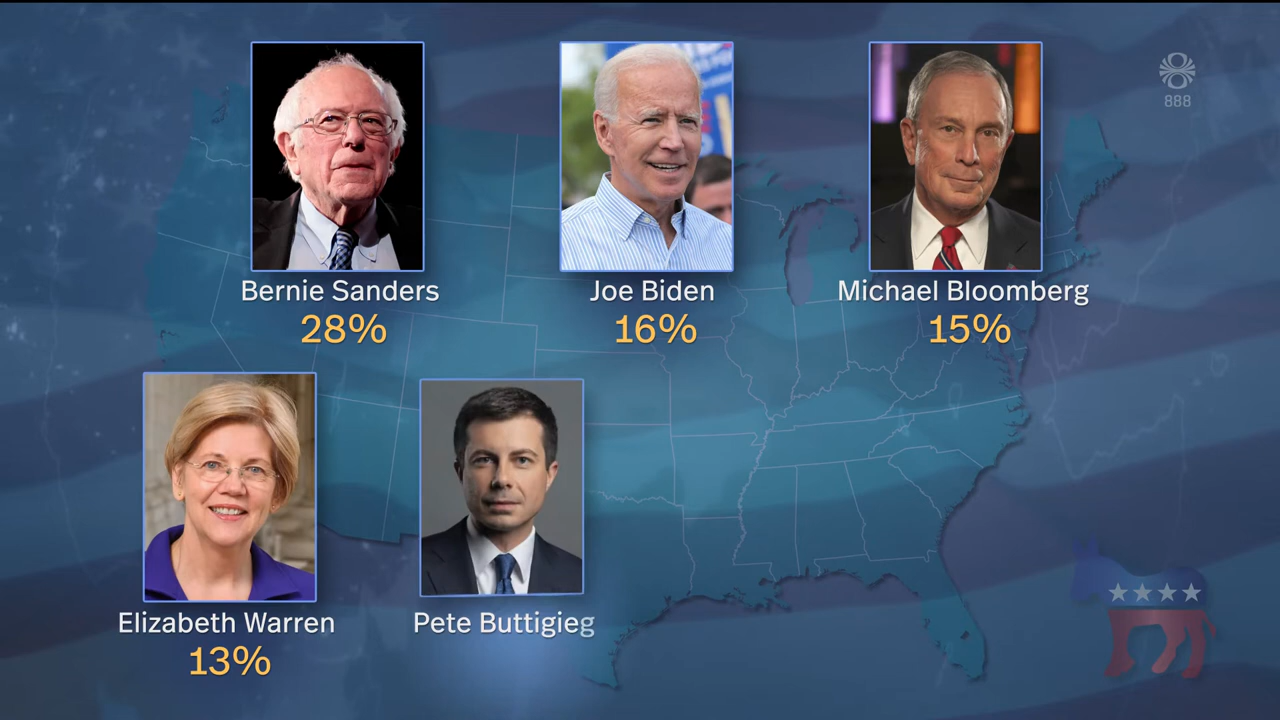 888
Bernie Sanders
28%
Joe Biden
16%
Michael Bloomberg
15%
Elizabeth Warren
13%
Pete Buttigieg